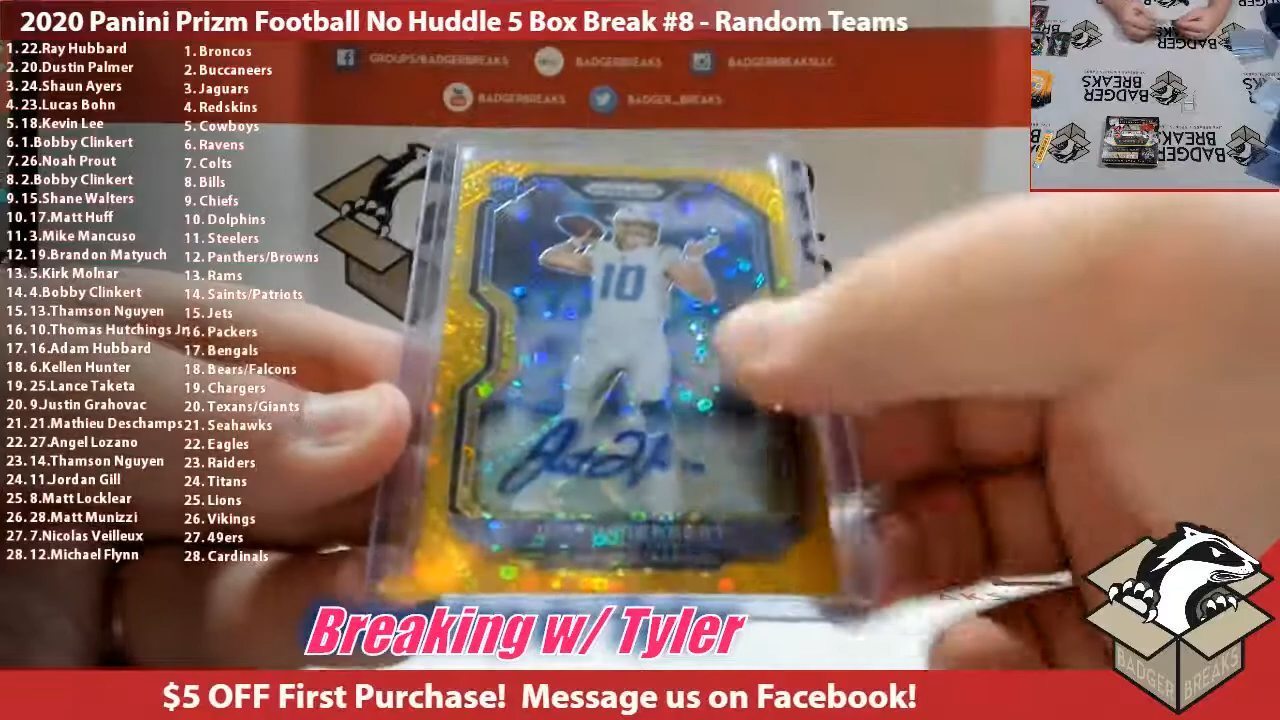 2020 Panini Prizm Football No Huddle 5 Box Break #8 - Random Teams
1. 22.Ray Hubbard
2. 20.Dustin Palmer
3. 24.Shaun Ayers
4. 23.Lucas Bohn
5. 18.Kevin Lee
6. 1.Bobby Clinkert
7. 26.Noah Prout
8. 2.Bobby Clinkert
9. 15.Shane Walters
10. 17.Matt Huff
11. 3.Mike Mancuso
12. 19.Brandon Matyuch
13. 5.Kirk Molnar
14. 4.Bobby Clinkert
15. 13.Thamson Nguyen
16. 10.Thomas Hutchings Jr
17. 16.Adam Hubbard
18. 6.Kellen Hunter
19. 25.Lance Taketa
20. 9.Justin Grahovac
21. 21.Mathieu Deschamps
22. 27.Angel Lozano
23. 14.Thamson Nguyen
24. 11.Jordan Gill
25. 8.Matt Locklear
26. 28.Matt Munizzi
27. 7.Nicolas Veilleux
28. 12.Michael Flynn
1. Broncos
2. Buccaneers
3. Jaguars
4. Redskins
5. Cowboys
6. Ravens
7. Colts
8. Bills
9. Chiefs
10. Dolphins
11. Steelers
12. Panthers/Browns
13. Rams
14. Saints/Patriots
15. Jets
16. Packers
17. Bengals
18. Bears/Falcons
19. Chargers
20. Texans/Giants
21. Seahawks
22. Eagles
23. Raiders
24. Titans
25. Lions
26. Vikings
27. 49ers
28. Cardinals
GROUPS/BADGERBREAKS
BADGERBREAKS
BADGERBREAKSLLC
BADGERBREAKS
BADGER_BREAKS
BADGER
BREAKS
10
Breaking w/ Tyler
BADGER BREAKS
$5 OFF First Purchase! Message us on Facebook!